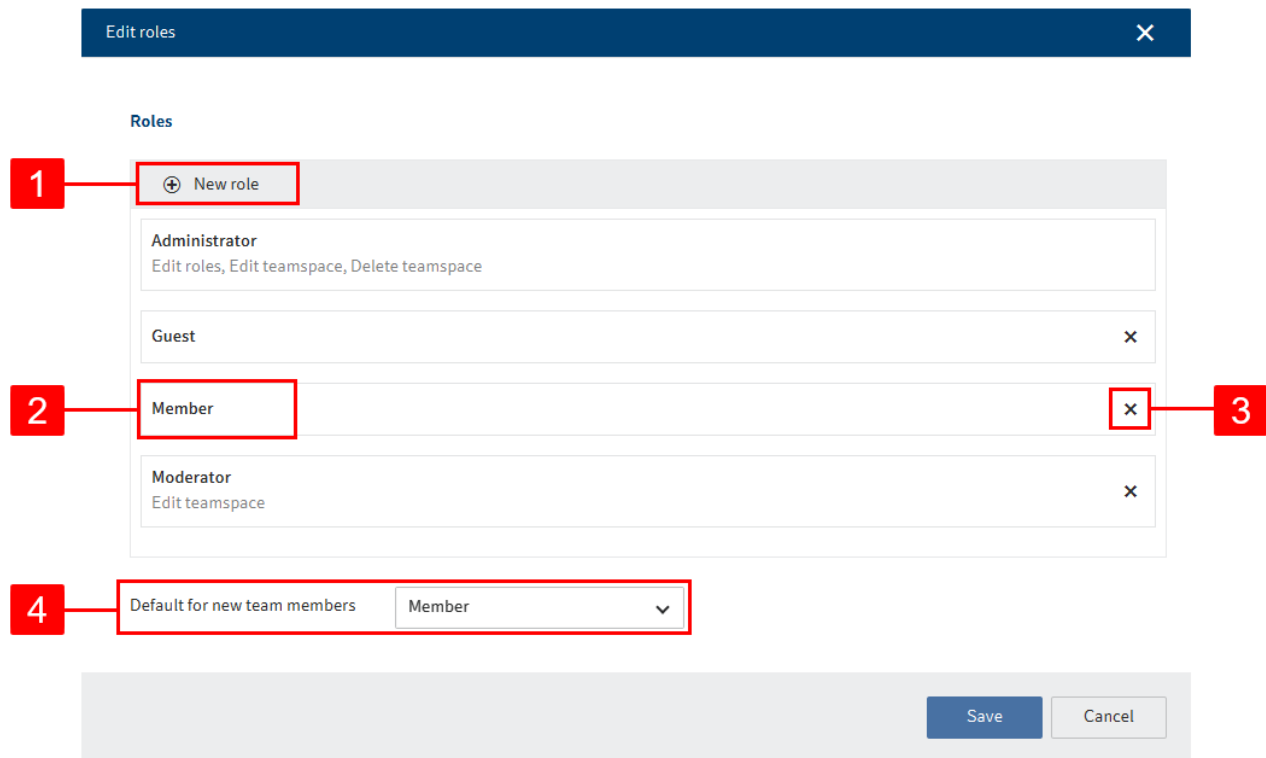 Edit roles
Roles
1
New role
Administrator
Edit roles, Edit teamspace, Delete teamspace
Guest
2
Member
3
Moderator
Edit teamspace
4
Default for new team members
Member
Save
Cancel